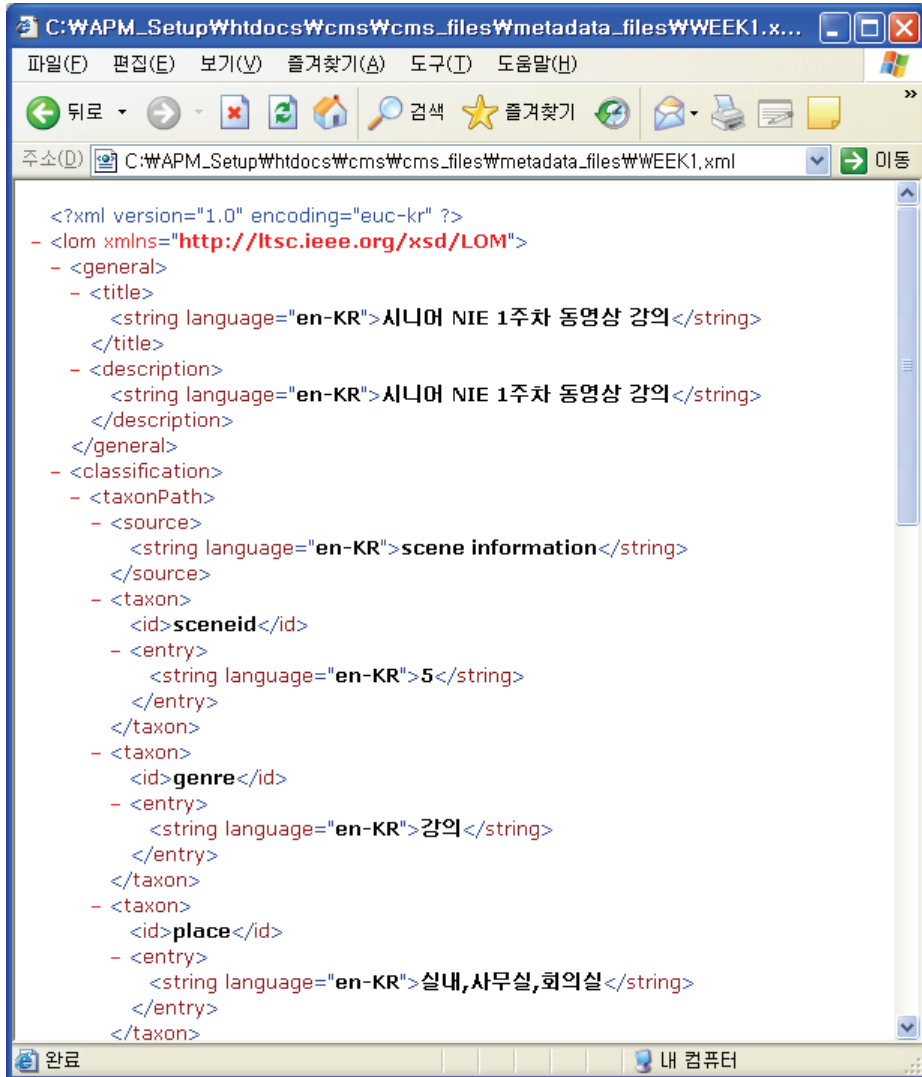 C:₩APM_Setup₩htdocs₩cms₩cms_files₩metadata_files₩WEEK1.x...
파일(F) 편집(E) 보기(V) 즐겨찾기(A) 도구(T) 도움말(H)
뒤로 검색 즐겨찾기 »
주소(D) C:₩APM_Setup₩htdocs₩cms₩cms_files₩metadata_files₩WEEK1.xml 이동
<?xml version="1.0" encoding="euc-kr" ?>
- <lom xmlns="http://ltsc.ieee.org/xsd/LOM">
- <general>
- <title>
<string language="en-KR">시니어 NIE 1주차 동영상 강의</string>
</title>
- <description>
<string language="en-KR">시니어 NIE 1주차 동영상 강의</string>
</description>
</general>
- <classification>
- <taxonPath>
- <source>
<string language="en-KR">scene information</string>
</source>
- <taxon>
<id>sceneid</id>
- <entry>
<string language="en-KR">5</string>
</entry>
</taxon>
- <taxon>
<id>genre</id>
- <entry>
<string language="en-KR">강의</string>
</entry>
</taxon>
- <taxon>
<id>place</id>
- <entry>
<string language="en-KR">실내,사무실,회의실</string>
</entry>
</taxon>
완료 내 컴퓨터